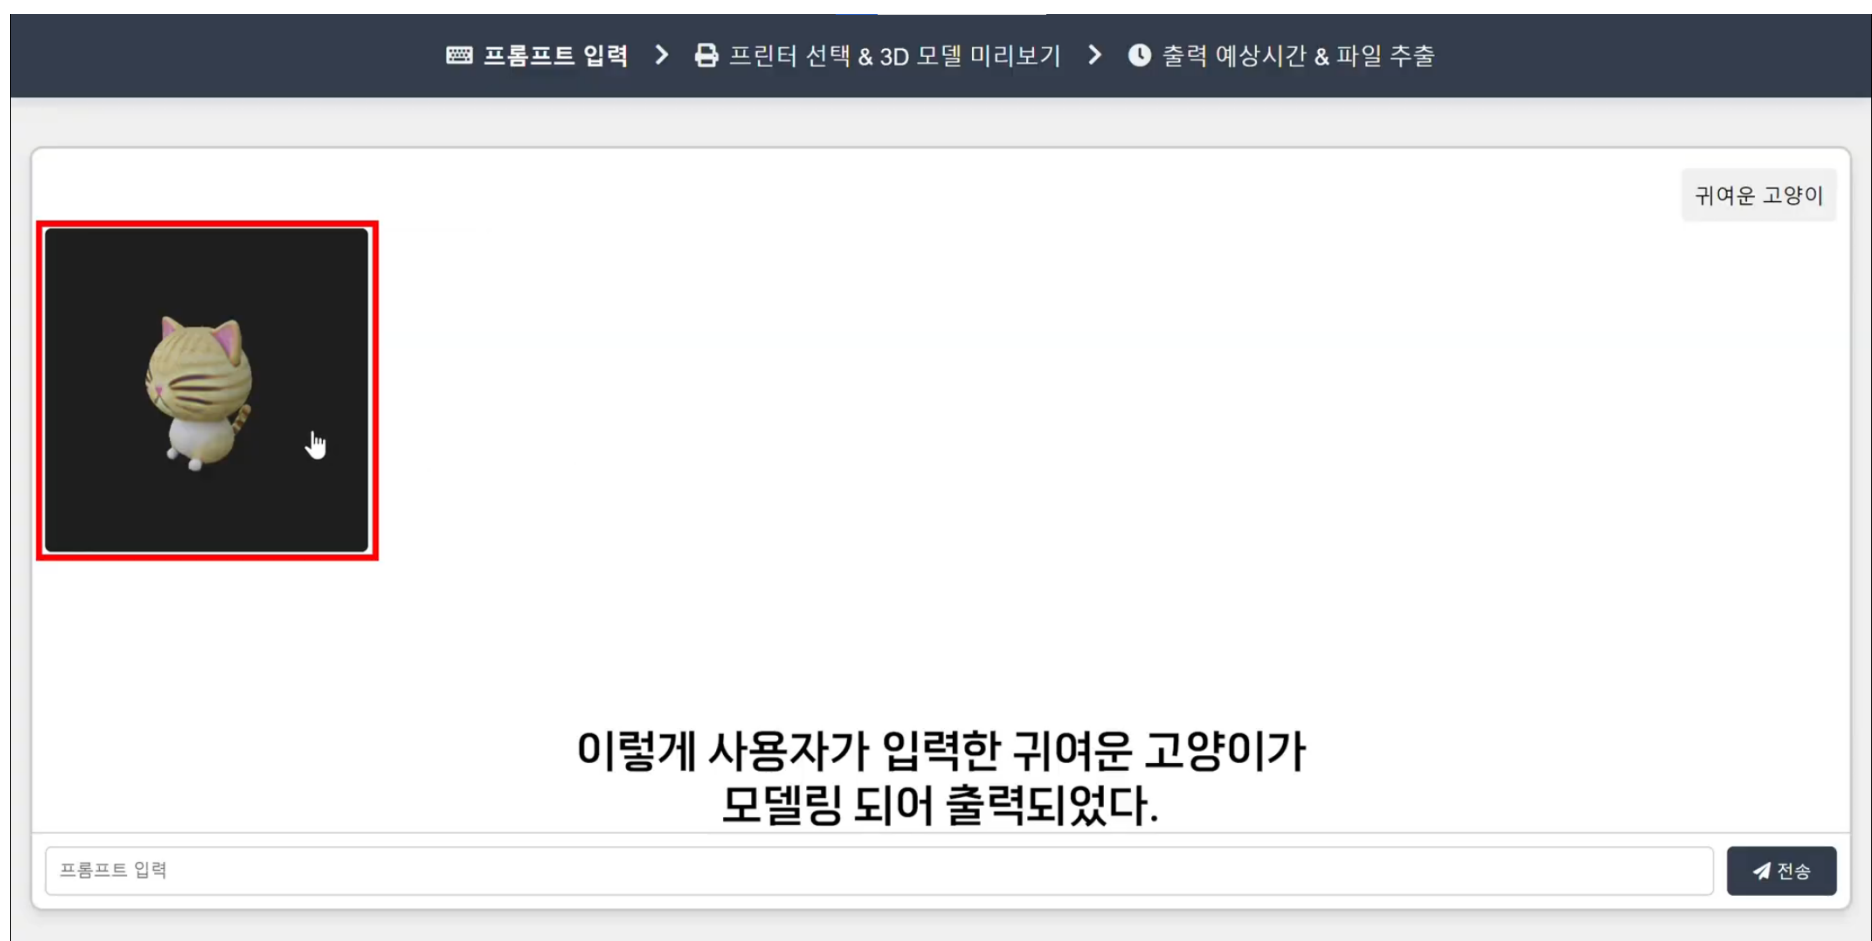 프롬프트 입력 > 프린터 선택 & 3D 모델 미리보기 > 출력 예상시간 & 파일 추출
귀여운 고양이
이렇게 사용자가 입력한 귀여운 고양이가
모델링 되어 출력되었다.
프롬프트 입력
전송